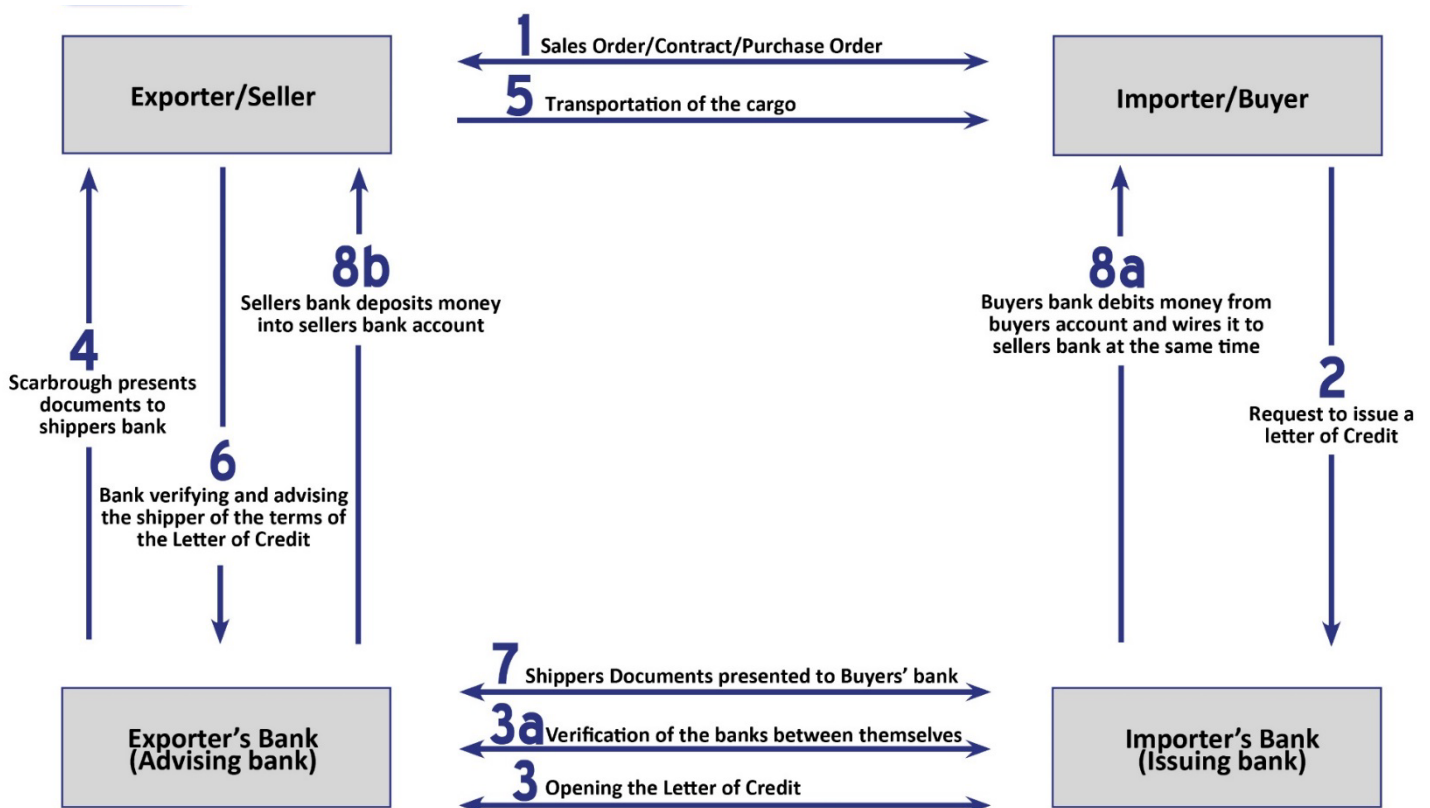 1 Sales Order/Contract/Purchase Order
Exporter/Seller
Importer/Buyer
5 Transportation of the cargo
8b
Sellers bank deposits money
into sellers bank account
8a
Buyers bank debits money from
buyers account and wires it to
sellers bank at the same time
4
Scarbrough presents
documents to
shippers bank
2
Request to issue a
letter of Credit
6
Bank verifying and advising
the shipper of the terms of
the Letter of Credit
7 Shippers Documents presented to Buyers' bank
3a Verification of the banks between themselves
Exporter's Bank
(Advising bank)
Importer's Bank
(Issuing bank)
3 Opening the Letter of Credit